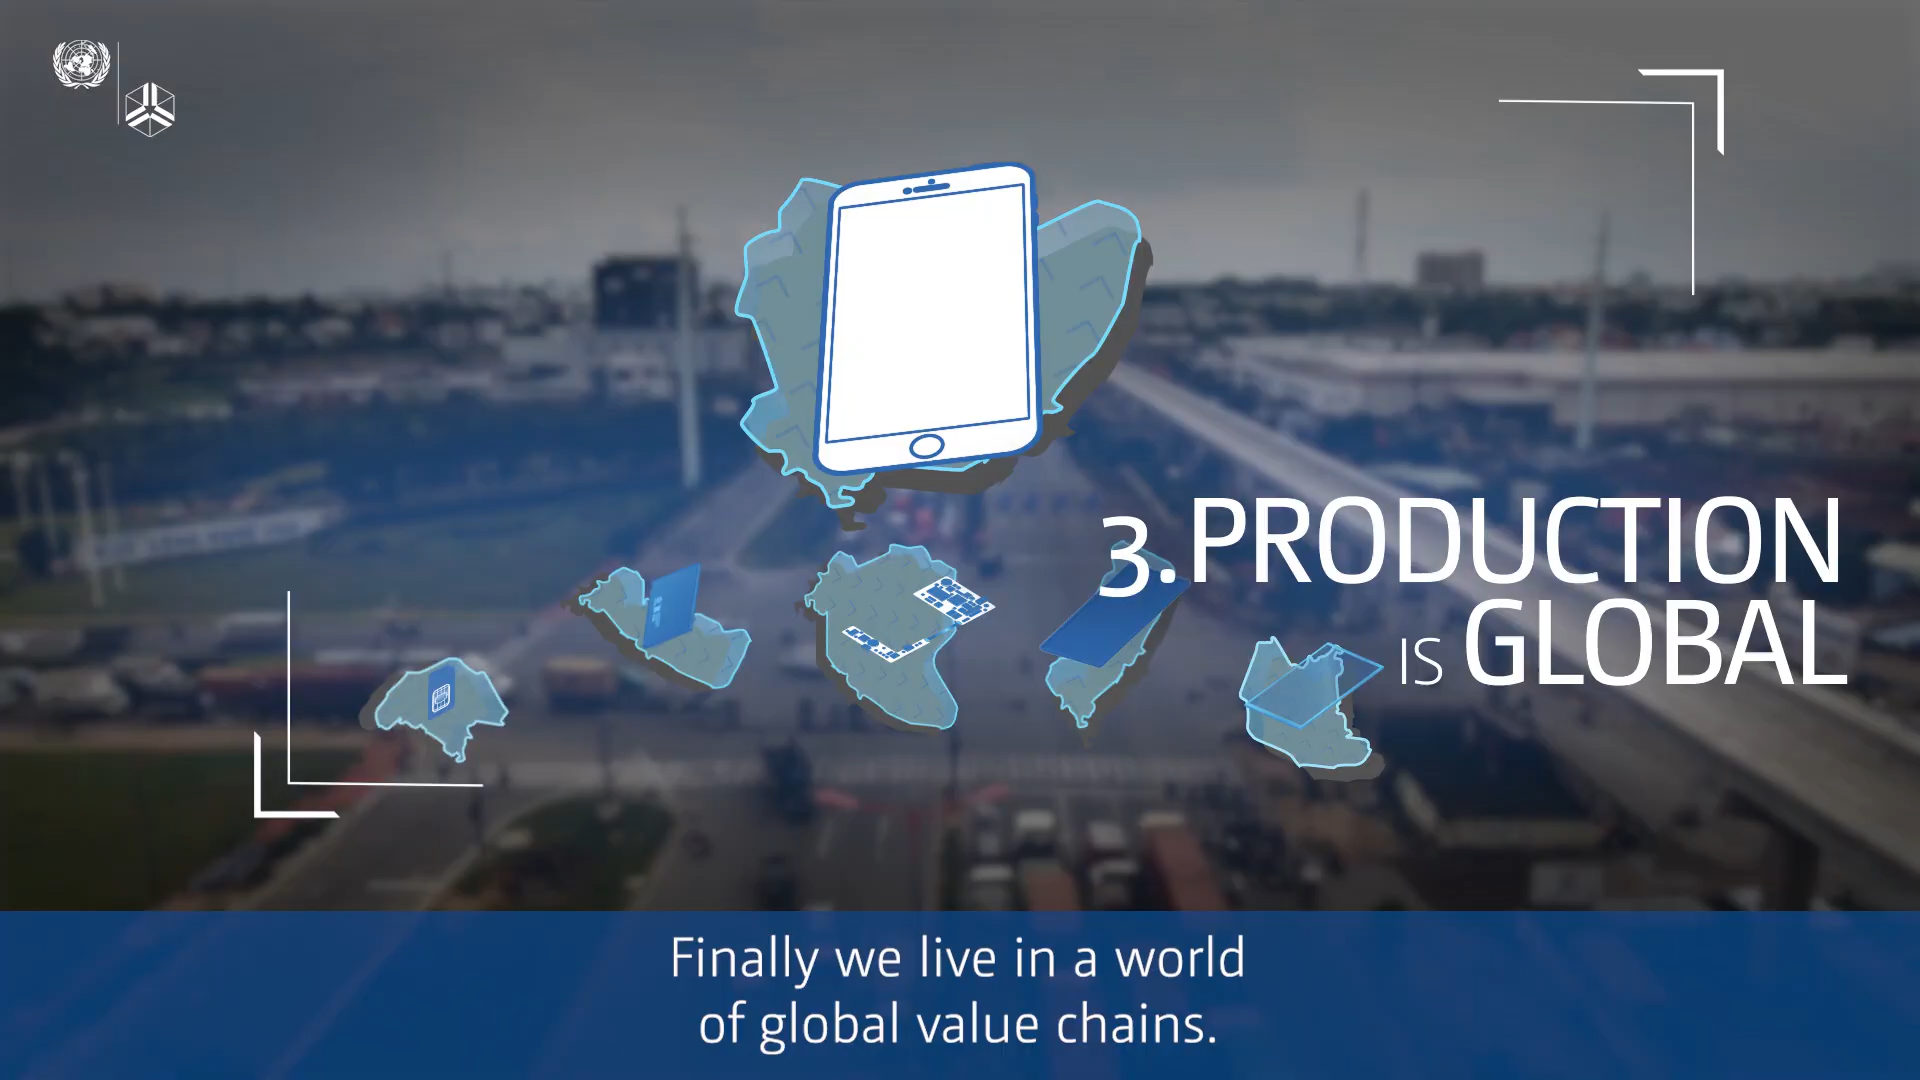 3. PRODUCTION
IS GLOBAL
Finally we live in a world
of global value chains.